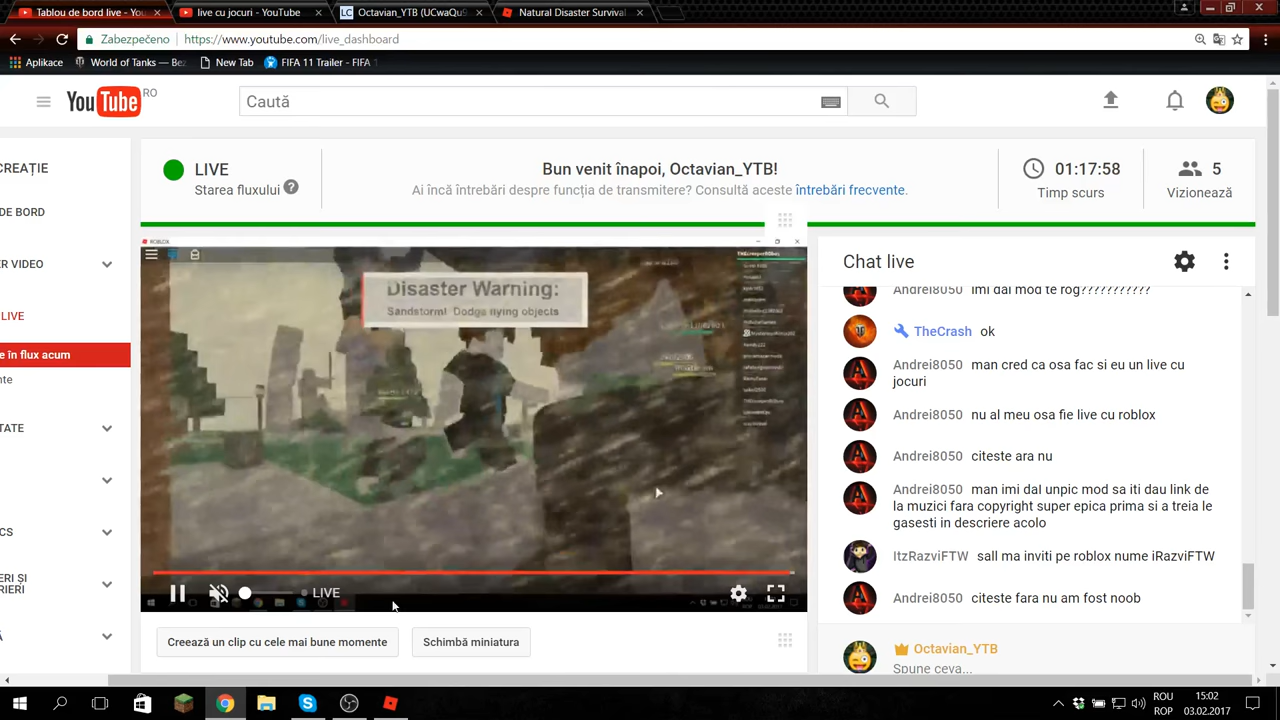 Tablou de bord live - You
live cu jocuri - YouTube
Octavian_YTB (UCwaQu9
Natural Disaster Survival
Zabezpečeno
https://www.youtube.com/live_dashboard
Aplikace
World of Tanks — Bez
New Tab
FIFA 11 Trailer - FIFA 1
YouTube RO
Caută
CREAȚIE
LIVE
Starea fluxului
Bun venit înapoi, Octavian_YTB!
Ai încă întrebări despre funcția de transmitere? Consultă aceste întrebări frecvente.
01:17:58
Timp scurs
5
Vizionează
DE BORD
ER VIDEO
LIVE
e în flux acum
nte
TATE
CS
ERI ȘI
RIERI
ROBLOX
Disaster Warning:
Sandstorm! Dodge flying objects
LIVE
Creează un clip cu cele mai bune momente
Schimbă miniatura
Chat live
Andrei8050 imi dai mod te rog???????????
TheCrash ok
Andrei8050 man cred ca osa fac si eu un live cu
jocuri
Andrei8050 nu al meu osa fie live cu roblox
Andrei8050 citeste ara nu
Andrei8050 man imi dal unpic mod sa iti dau link de
la muzici fara copyright super epica prima si a treia le
gasesti in descriere acolo
ItzRazviFTW sall ma inviti pe roblox nume iRazviFTW
Andrei8050 citeste fara nu am fost noob
Octavian_YTB
Spune ceva...
ROU
ROP
15:02
03.02.2017